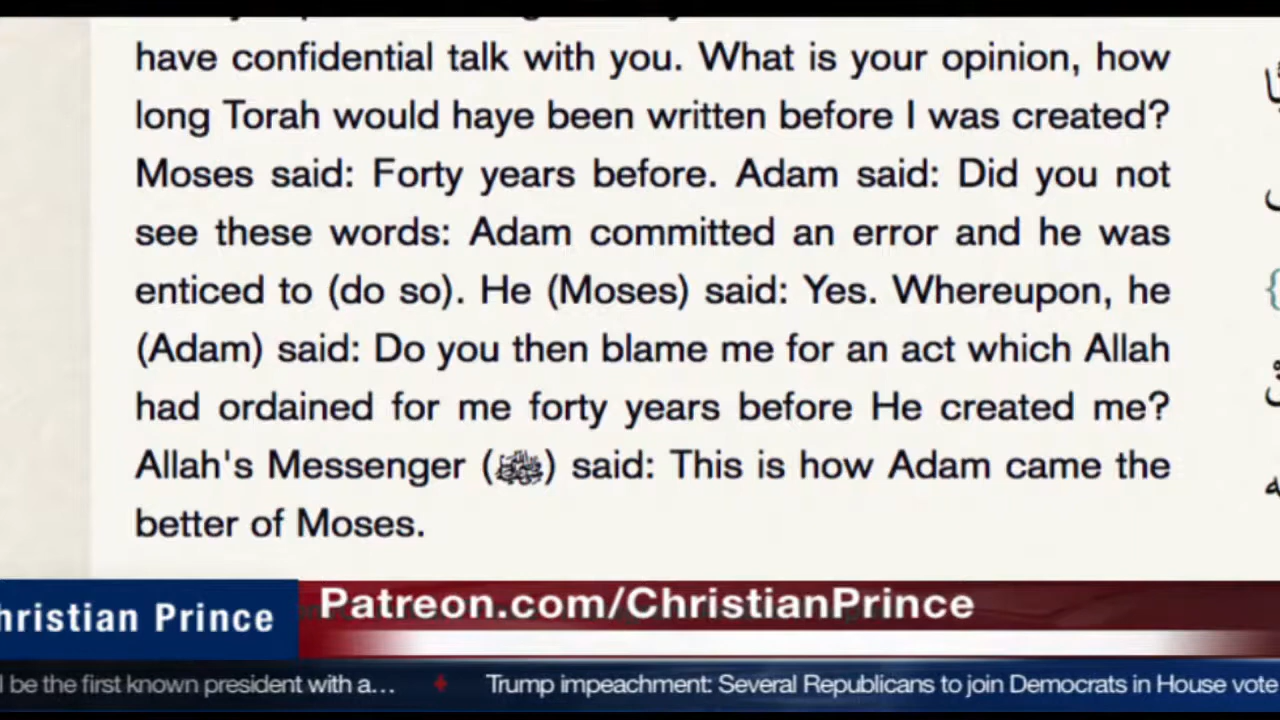 have confidential talk with you. What is your opinion, how
long Torah would haye been written before I was created?
Moses said: Forty years before. Adam said: Did you not
see these words: Adam committed an error and he was
enticed to (do so). He (Moses) said: Yes. Whereupon, he
(Adam) said: Do you then blame me for an act which Allah
had ordained for me forty years before He created me?
Allah's Messenger (ﷺ) said: This is how Adam came the
better of Moses.
hristian Prince
Patreon.com/ChristianPrince
l be the first known president with a… Trump impeachment: Several Republicans to join Democrats in House vote